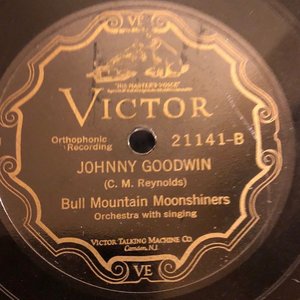 VE
"HIS MASTER'S VOICE"
VICTOR
Orthophonic
Recording
21141-B
JOHNNY GOODWIN
(C. M. Reynolds)
Bull Mountain Moonshiners
Orchestra with singing
VICTOR TALKING MACHINE CO.
Camden, N.J.
VE